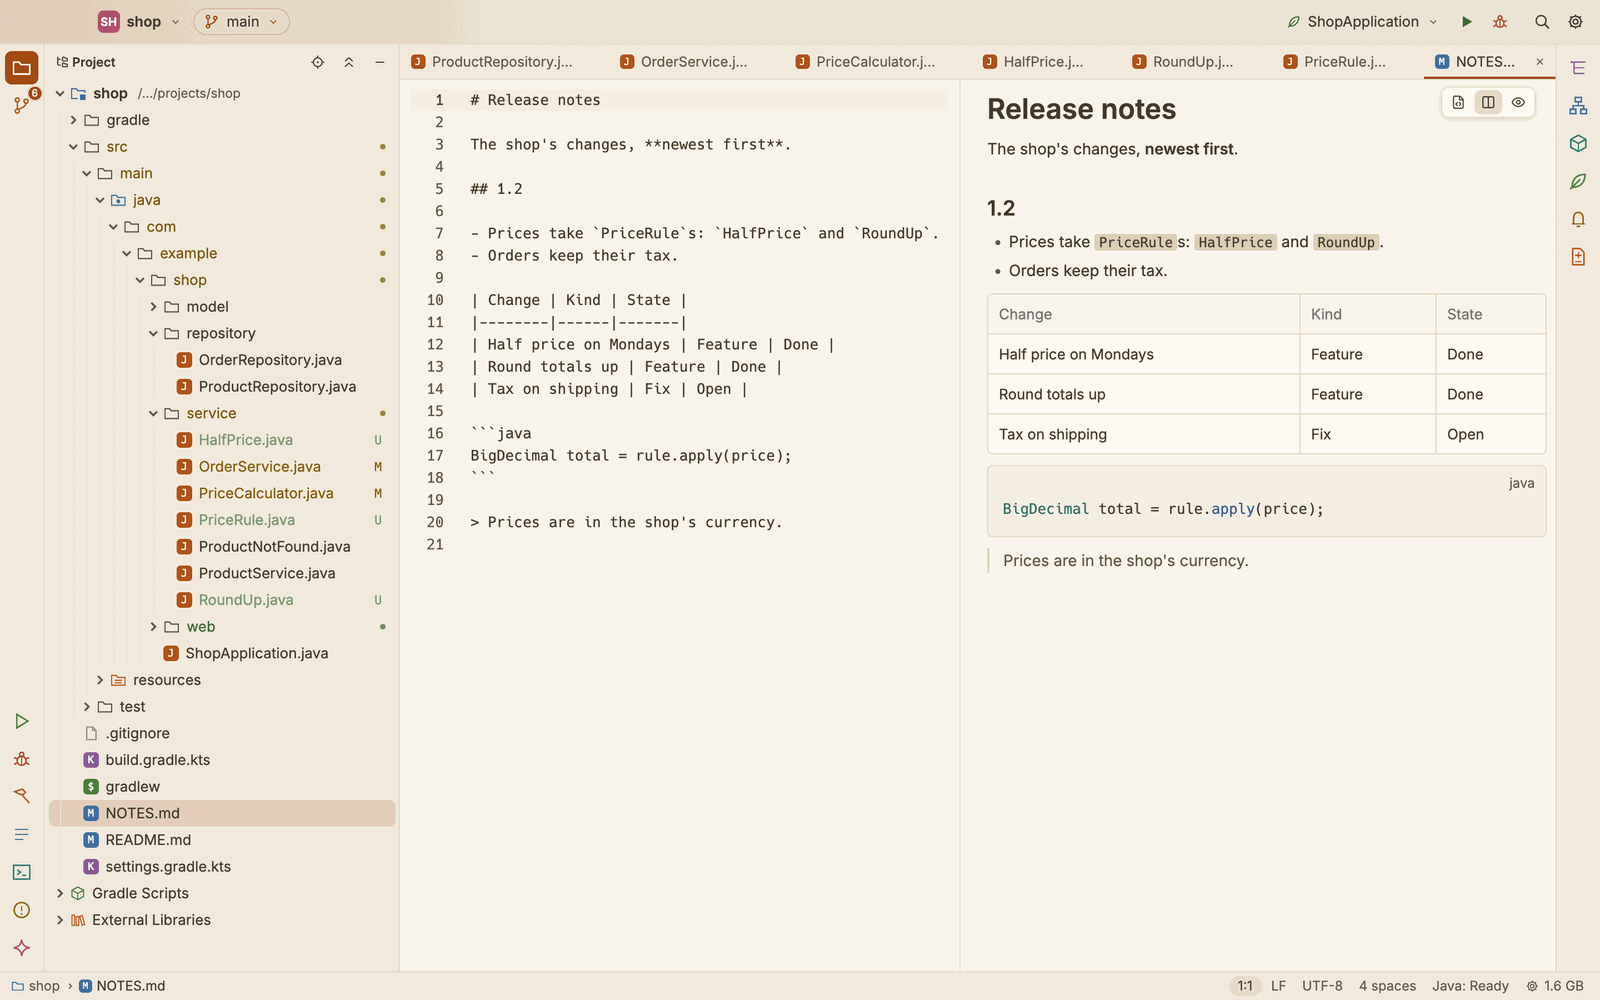 SH shop main ShopApplication
Project
ProductRepository.j... OrderService.j... PriceCalculator.j... HalfPrice.j... RoundUp.j... PriceRule.j... NOTES...
6
shop /.../projects/shop
gradle
src
main
java
com
example
shop
model
repository
OrderRepository.java
ProductRepository.java
service
HalfPrice.java U
OrderService.java M
PriceCalculator.java M
PriceRule.java U
ProductNotFound.java
ProductService.java
RoundUp.java U
web
ShopApplication.java
resources
test
.gitignore
build.gradle.kts
gradlew
NOTES.md
README.md
settings.gradle.kts
Gradle Scripts
External Libraries
1 # Release notes
2
3 The shop's changes, **newest first**.
4
5 ## 1.2
6
7 - Prices take `PriceRule`s: `HalfPrice` and `RoundUp`.
8 - Orders keep their tax.
9
10 | Change | Kind | State |
11 |--------|------|-------|
12 | Half price on Mondays | Feature | Done |
13 | Round totals up | Feature | Done |
14 | Tax on shipping | Fix | Open |
15
16 ```java
17 BigDecimal total = rule.apply(price);
18 ```
19
20 > Prices are in the shop's currency.
21
Release notes
The shop's changes, newest first.
1.2
• Prices take PriceRules: HalfPrice and RoundUp.
• Orders keep their tax.
Change Kind State
Half price on Mondays Feature Done
Round totals up Feature Done
Tax on shipping Fix Open
java
BigDecimal total = rule.apply(price);
Prices are in the shop's currency.
shop › NOTES.md 1:1 LF UTF-8 4 spaces Java: Ready 1.6 GB